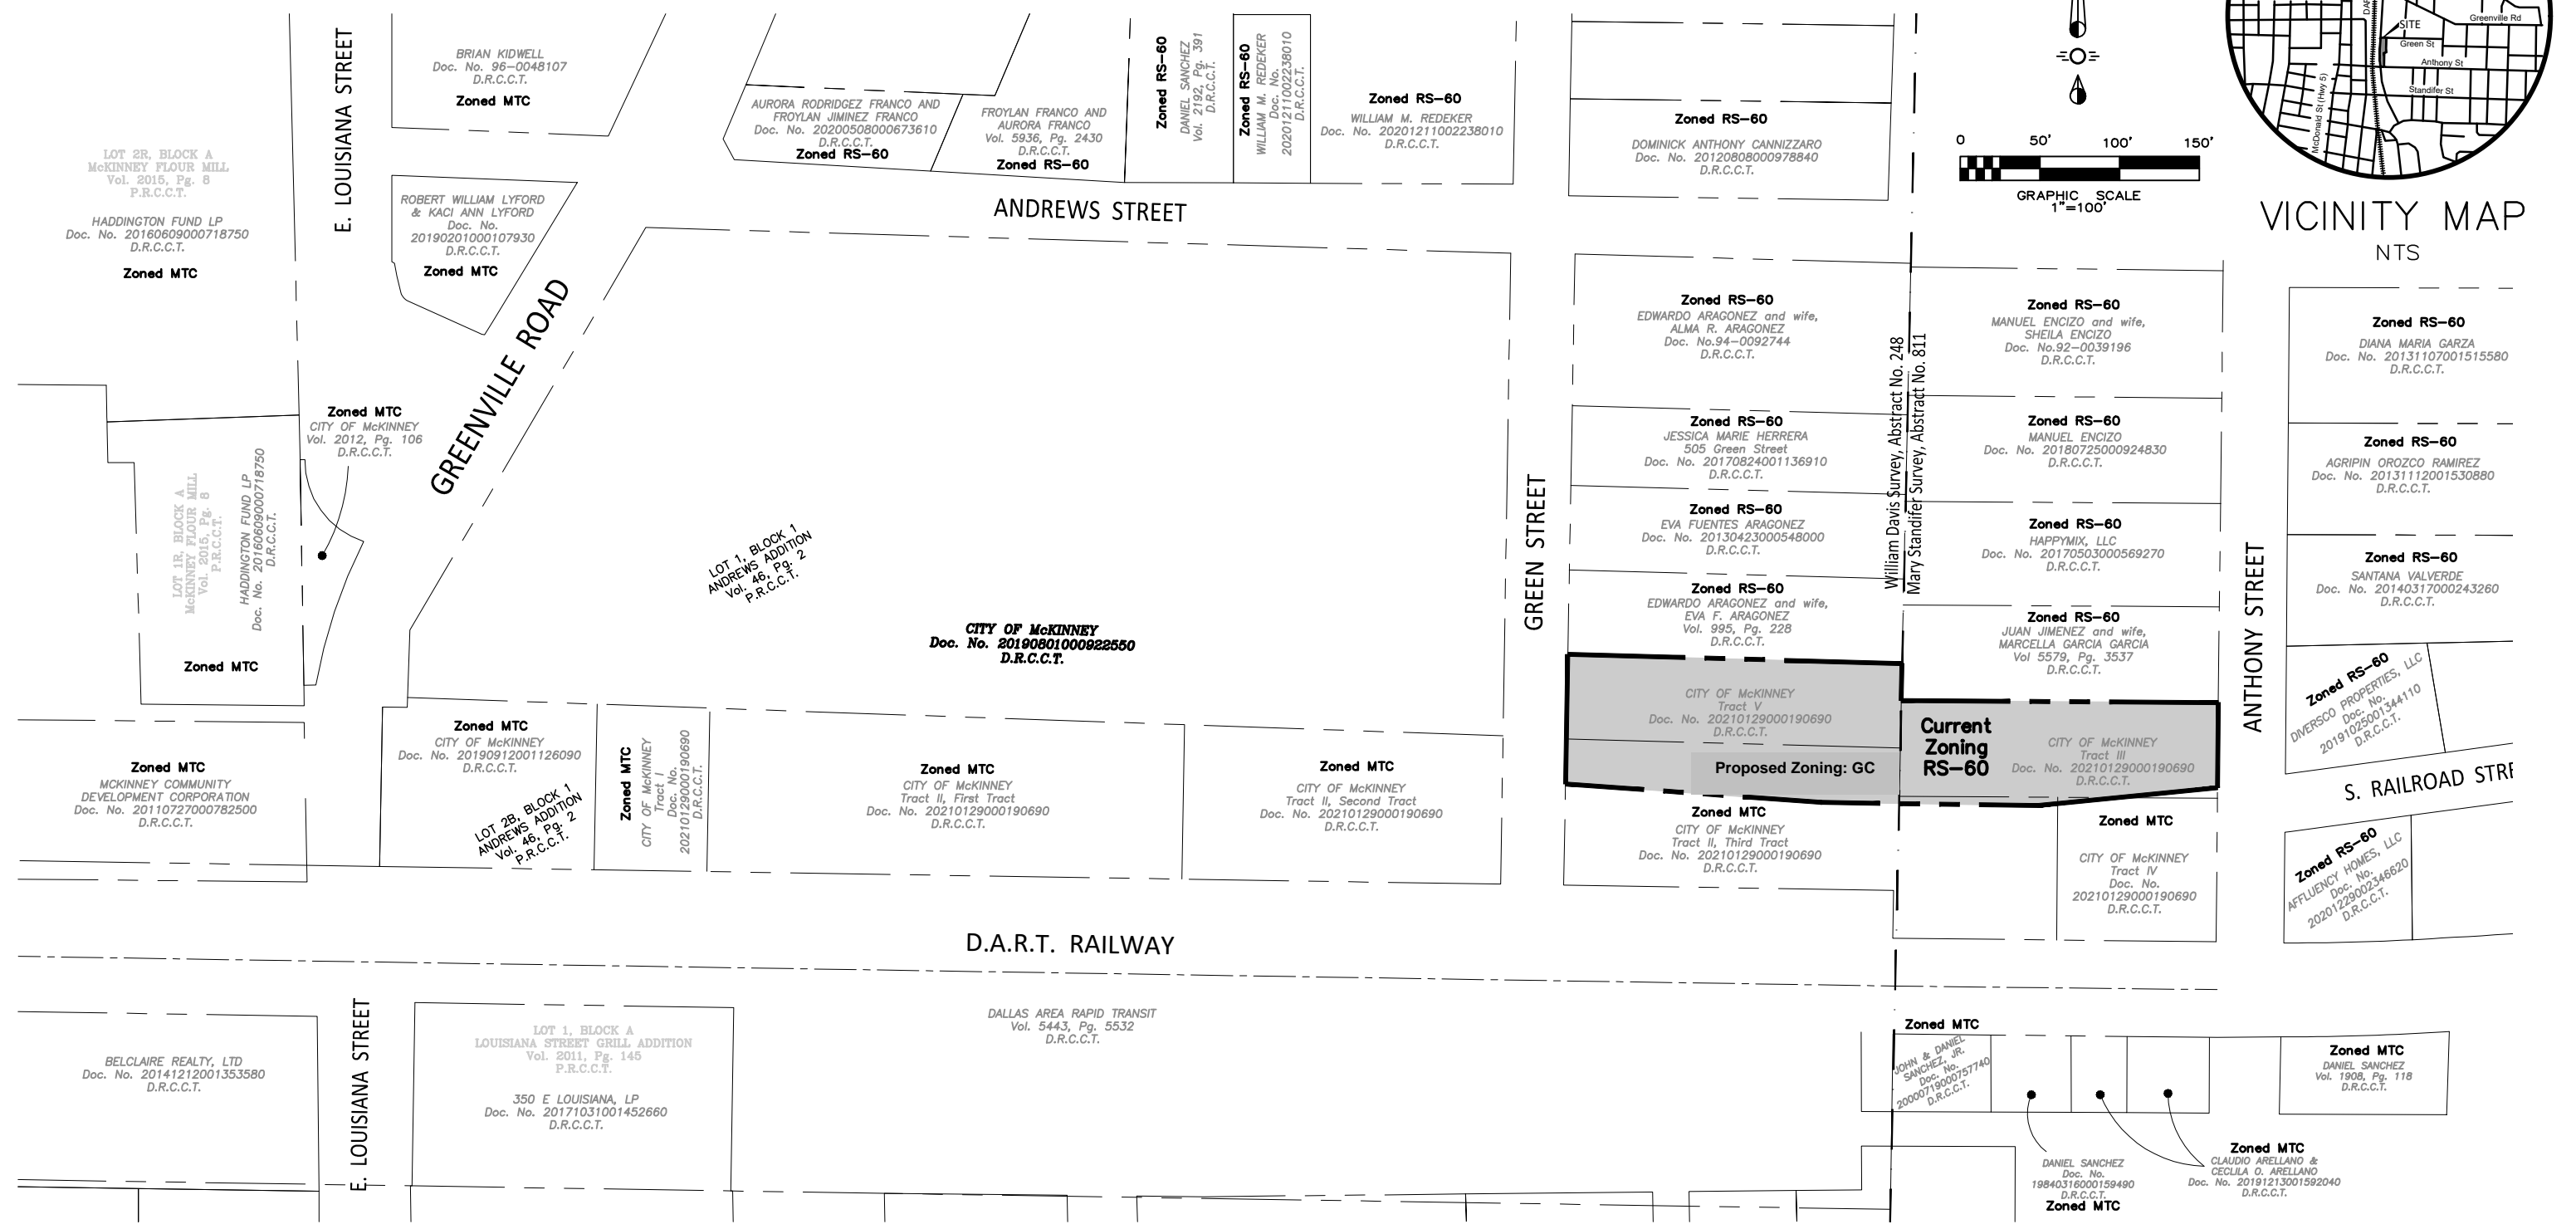 E. LOUISIANA STREET
BRIAN KIDWELL
Doc. No. 96-0048107
D.R.C.C.T.
Zoned MTC
LOT 2R, BLOCK A
McKINNEY FLOUR MILL
Vol. 2015, Pg. 8
P.R.C.C.T.
HADDINGTON FUND LP
Doc. No. 20160609000718750
D.R.C.C.T.
Zoned MTC
ROBERT WILLIAM LYFORD
& KACI ANN LYFORD
Doc. No.
20190201000107930
D.R.C.C.T.
Zoned MTC
AURORA RODRIDGEZ FRANCO AND
FROYLAN JIMINEZ FRANCO
Doc. No. 20200508000673610
D.R.C.C.T.
Zoned RS-60
FROYLAN FRANCO AND
AURORA FRANCO
Vol. 5936, Pg. 2430
D.R.C.C.T.
Zoned RS-60
Zoned RS-60
DANIEL SANCHEZ
Vol. 2192, Pg. 391
D.R.C.C.T.
Zoned RS-60
WILLIAM M. REDEKER
Doc. No.
20201211002238010
D.R.C.C.T.
Zoned RS-60
WILLIAM M. REDEKER
Doc. No. 20201211002238010
D.R.C.C.T.
Zoned RS-60
DOMINICK ANTHONY CANNIZZARO
Doc. No. 20120808000978840
D.R.C.C.T.
0 50' 100' 150'
GRAPHIC SCALE
1"=100'
SITE
Greenville Rd
Green St
Anthony St
Standifer St
McDonald St (Hwy 5)
VICINITY MAP
NTS
ANDREWS STREET
GREENVILLE ROAD
Zoned MTC
CITY OF McKINNEY
Vol. 2012, Pg. 106
D.R.C.C.T.
LOT 1R, BLOCK A
McKINNEY FLOUR MILL
Vol. 2015, Pg. 8
P.R.C.C.T.
HADDINGTON FUND LP
Doc. No. 20160609000718750
D.R.C.C.T.
Zoned MTC
LOT 1, BLOCK 1
ANDREWS ADDITION
Vol. 46, Pg. 2
P.R.C.C.T.
CITY OF McKINNEY
Doc. No. 20190801000922550
D.R.C.C.T.
GREEN STREET
Zoned RS-60
EDWARDO ARAGONEZ and wife,
ALMA R. ARAGONEZ
Doc. No.94-0092744
D.R.C.C.T.
Zoned RS-60
JESSICA MARIE HERRERA
505 Green Street
Doc. No. 20170824001136910
D.R.C.C.T.
Zoned RS-60
EVA FUENTES ARAGONEZ
Doc. No. 20130423000548000
D.R.C.C.T.
Zoned RS-60
EDWARDO ARAGONEZ and wife,
EVA F. ARAGONEZ
Vol. 995, Pg. 228
D.R.C.C.T.
William Davis Survey, Abstract No. 248
Mary Standifer Survey, Abstract No. 811
Zoned RS-60
MANUEL ENCIZO and wife,
SHEILA ENCIZO
Doc. No.92-0039196
D.R.C.C.T.
Zoned RS-60
MANUEL ENCIZO
Doc. No. 20180725000924830
D.R.C.C.T.
Zoned RS-60
HAPPYMIX, LLC
Doc. No. 20170503000569270
D.R.C.C.T.
Zoned RS-60
JUAN JIMENEZ and wife,
MARCELLA GARCIA GARCIA
Vol 5579, Pg. 3537
D.R.C.C.T.
ANTHONY STREET
Zoned RS-60
DIANA MARIA GARZA
Doc. No. 20131107001515580
D.R.C.C.T.
Zoned RS-60
AGRIPIN OROZCO RAMIREZ
Doc. No. 20131112001530880
D.R.C.C.T.
Zoned RS-60
SANTANA VALVERDE
Doc. No. 20140317000243260
D.R.C.C.T.
Zoned RS-60
DIVERSCO PROPERTIES, LLC
Doc. No.
20191025001344110
D.R.C.C.T.
S. RAILROAD STRE
Zoned RS-60
AFFLUENCY HOMES, LLC
Doc. No.
20201229002346620
D.R.C.C.T.
CITY OF McKINNEY
Tract V
Doc. No. 20210129000190690
D.R.C.C.T.
Proposed Zoning: GC
Current
Zoning
RS-60
CITY OF McKINNEY
Tract III
Doc. No. 20210129000190690
D.R.C.C.T.
Zoned MTC
MCKINNEY COMMUNITY
DEVELOPMENT CORPORATION
Doc. No. 20110727000782500
D.R.C.C.T.
Zoned MTC
CITY OF McKINNEY
Doc. No. 20190912001126090
D.R.C.C.T.
LOT 2B, BLOCK 1
ANDREWS ADDITION
Vol. 46, Pg. 2
P.R.C.C.T.
Zoned MTC
CITY OF McKINNEY
Tract I
Doc. No.
20210129000190690
D.R.C.C.T.
Zoned MTC
CITY OF McKINNEY
Tract II, First Tract
Doc. No. 20210129000190690
D.R.C.C.T.
Zoned MTC
CITY OF McKINNEY
Tract II, Second Tract
Doc. No. 20210129000190690
D.R.C.C.T.
Zoned MTC
CITY OF McKINNEY
Tract II, Third Tract
Doc. No. 20210129000190690
D.R.C.C.T.
Zoned MTC
CITY OF McKINNEY
Tract IV
Doc. No.
20210129000190690
D.R.C.C.T.
D.A.R.T. RAILWAY
BELCLAIRE REALTY, LTD
Doc. No. 20141212001353580
D.R.C.C.T.
E. LOUISIANA STREET
LOT 1, BLOCK A
LOUISIANA STREET GRILL ADDITION
Vol. 2011, Pg. 145
P.R.C.C.T.
350 E LOUISIANA, LP
Doc. No. 20171031001452660
D.R.C.C.T.
DALLAS AREA RAPID TRANSIT
Vol. 5443, Pg. 5532
D.R.C.C.T.
Zoned MTC
JOHN & DANIEL
SANCHEZ, JR.
Doc. No.
20000719000757740
D.R.C.C.T.
Zoned MTC
DANIEL SANCHEZ
Vol. 1908, Pg. 118
D.R.C.C.T.
DANIEL SANCHEZ
Doc. No.
19840316000159490
D.R.C.C.T.
Zoned MTC
Zoned MTC
CLAUDIO ARELLANO &
CECLILA O. ARELLANO
Doc. No. 20191213001592040
D.R.C.C.T.